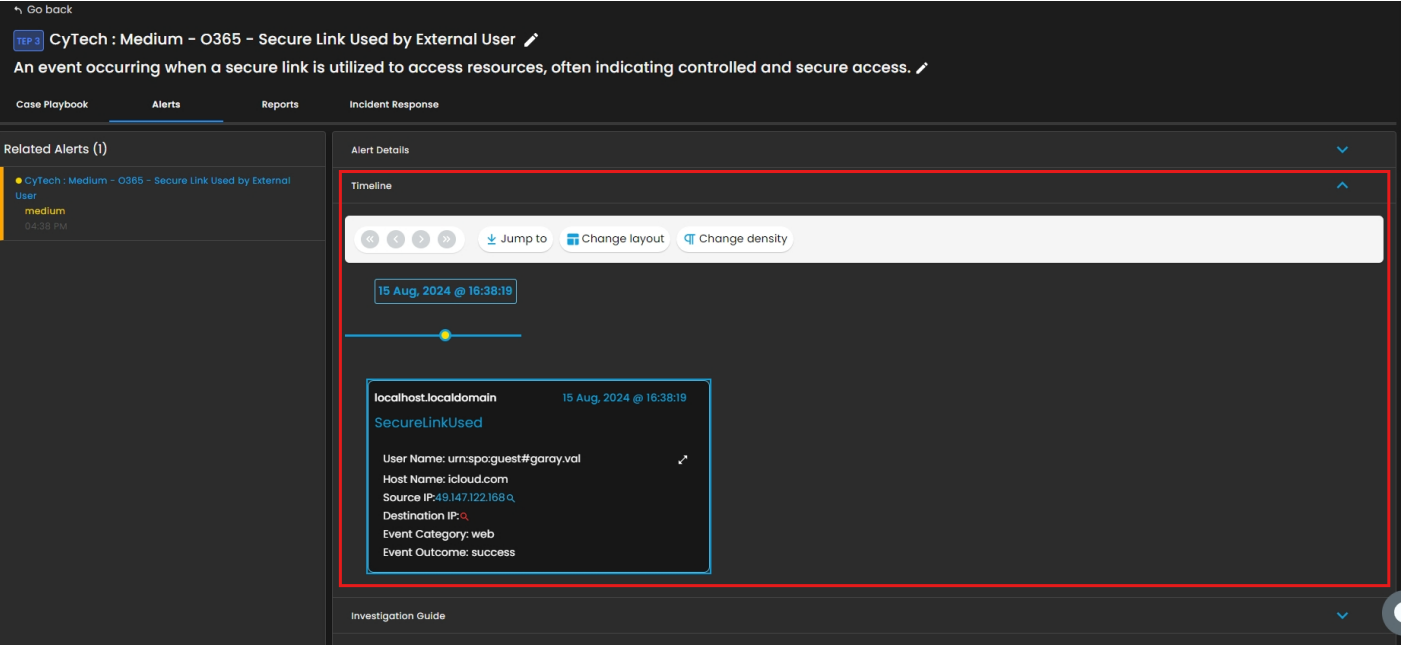 Go back
TEP 3 CyTech : Medium - O365 - Secure Link Used by External User
An event occurring when a secure link is utilized to access resources, often indicating controlled and secure access.
Case Playbook Alerts Reports Incident Response
Related Alerts (1)
CyTech : Medium - O365 - Secure Link Used by External
User
medium
04:38 PM
Alert Details
Timeline
Jump to Change layout Change density
15 Aug, 2024 @ 16:38:19
localhost.localdomain 15 Aug, 2024 @ 16:38:19
SecureLinkUsed
User Name: urn:spo:guest#garay.val
Host Name: icloud.com
Source IP:49.147.122.168
Destination IP:
Event Category: web
Event Outcome: success
Investigation Guide